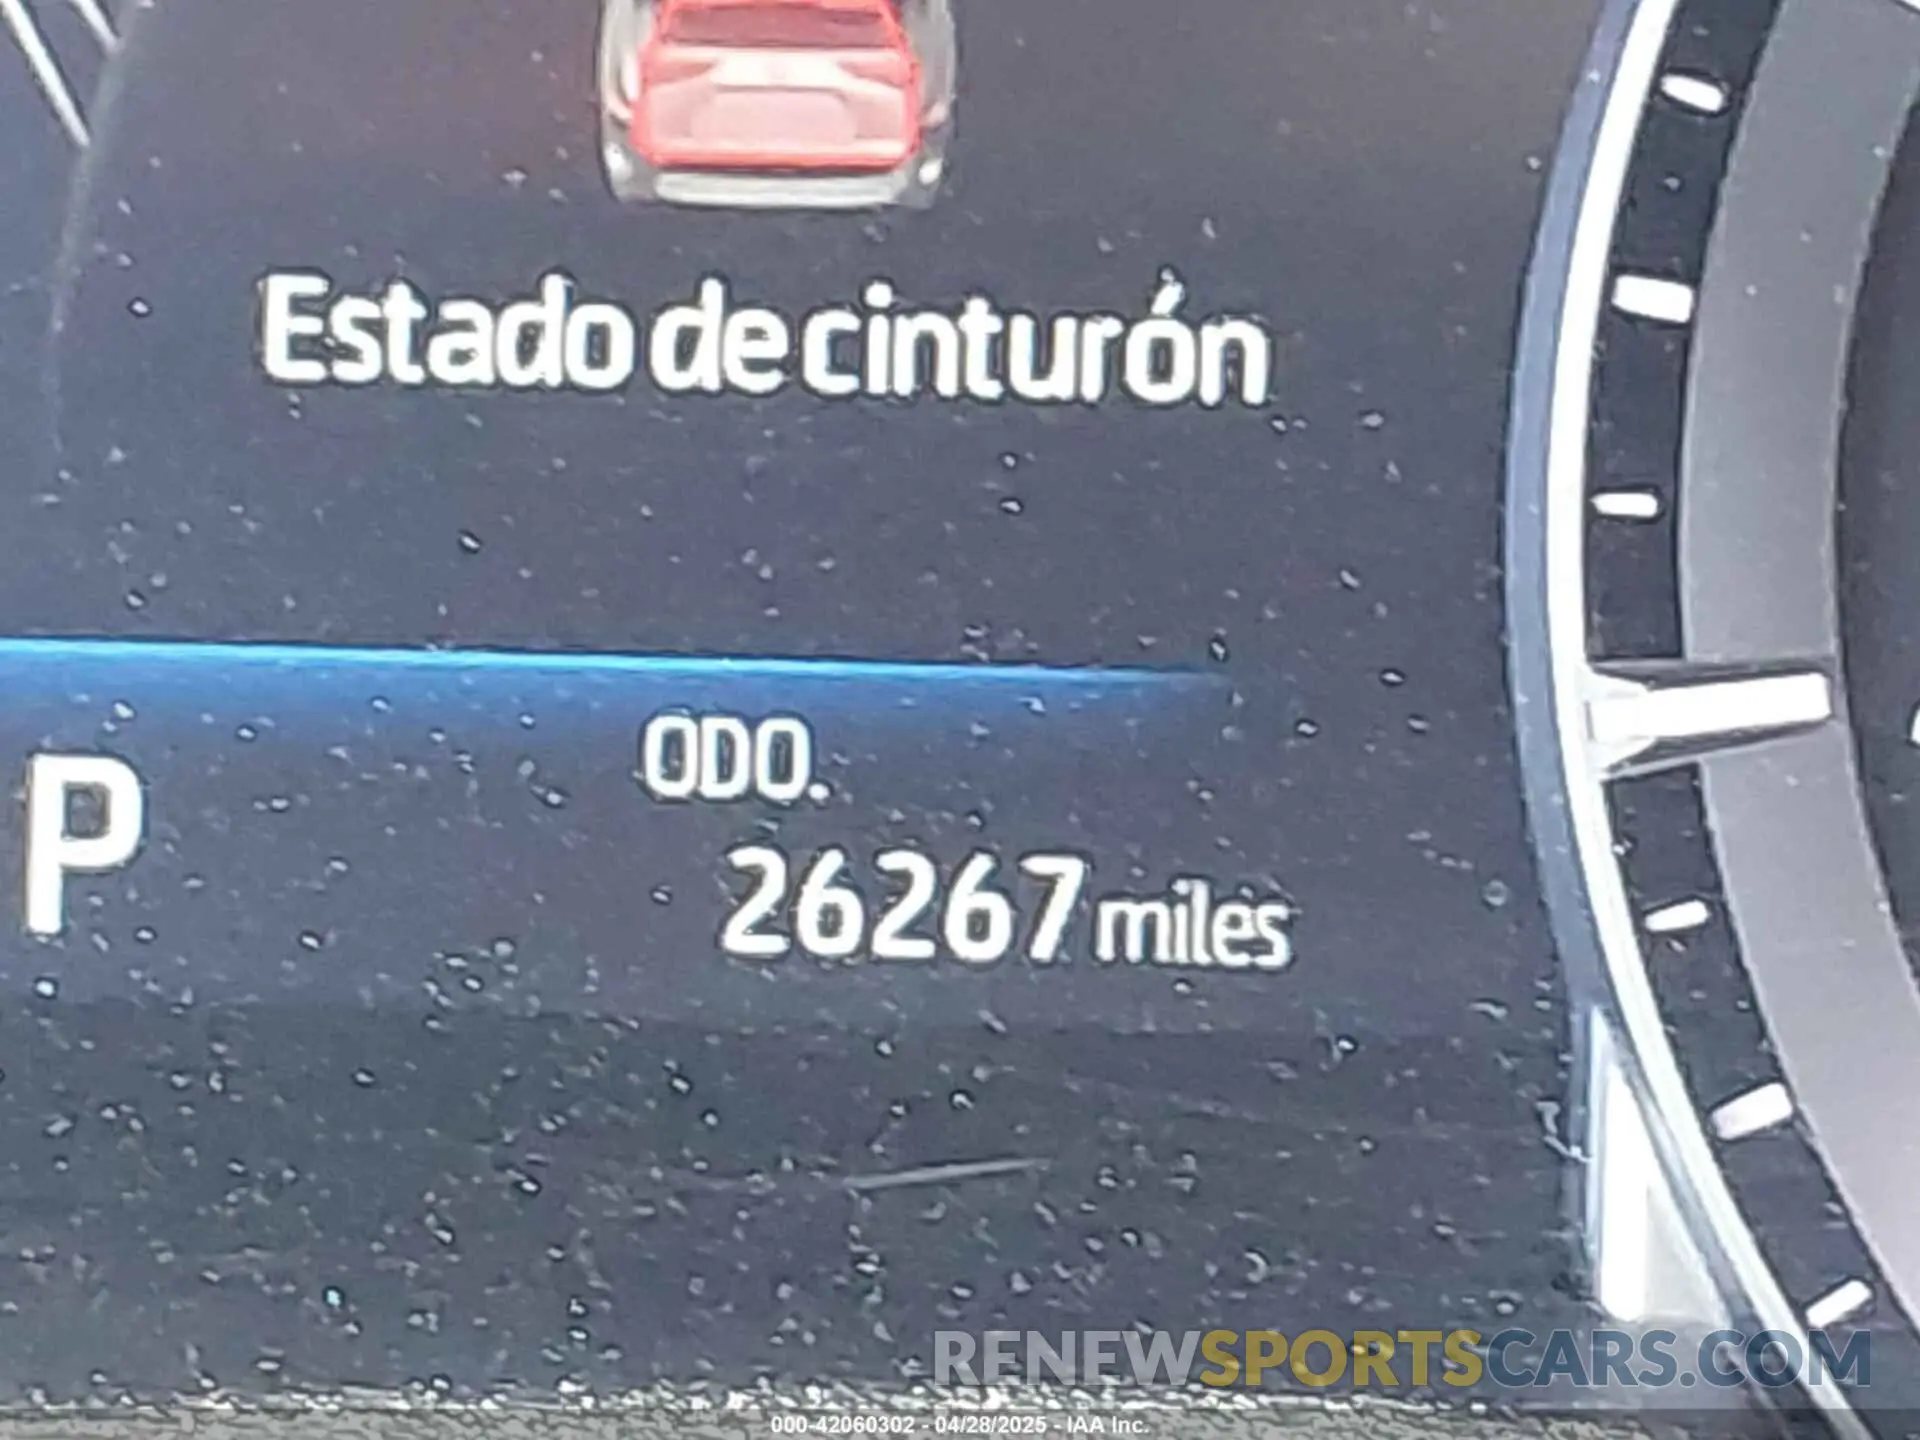 Estado de cinturón
ODO.
P
26267 miles
RENEWSPORTSCARS.COM
000-42060302 - 04/28/2025 - IAA Inc.